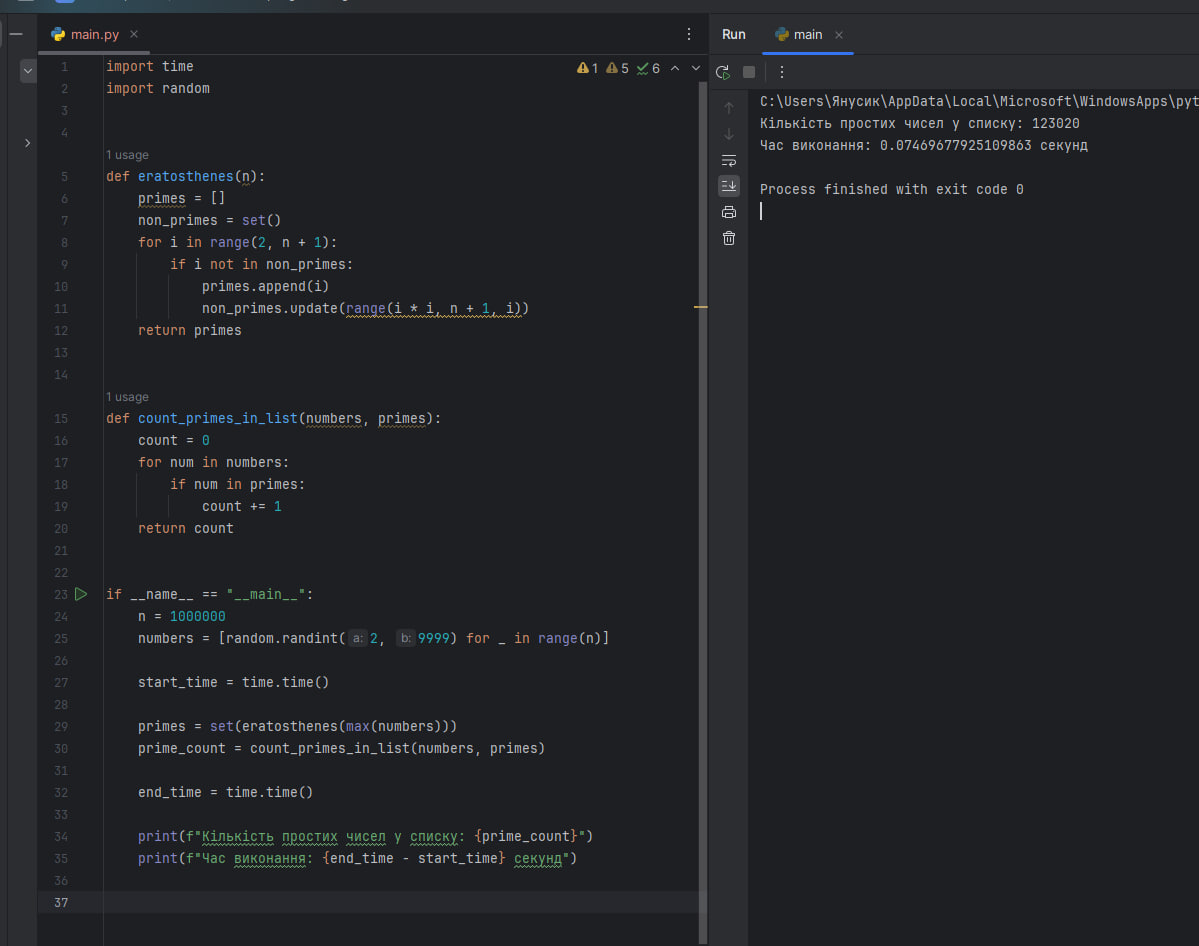 main.py
1 import time
2 import random
3
4
1 usage
5 def eratosthenes(n):
6 primes = []
7 non_primes = set()
8 for i in range(2, n + 1):
9 if i not in non_primes:
10 primes.append(i)
11 non_primes.update(range(i * i, n + 1, i))
12 return primes
13
14
1 usage
15 def count_primes_in_list(numbers, primes):
16 count = 0
17 for num in numbers:
18 if num in primes:
19 count += 1
20 return count
21
22
23 if __name__ == "__main__":
24 n = 1000000
25 numbers = [random.randint( a: 2, b: 9999) for _ in range(n)]
26
27 start_time = time.time()
28
29 primes = set(eratosthenes(max(numbers)))
30 prime_count = count_primes_in_list(numbers, primes)
31
32 end_time = time.time()
33
34 print(f"Кількість простих чисел у списку: {prime_count}")
35 print(f"Час виконання: {end_time - start_time} секунд")
36
37
1 5 6
Run main
C:\Users\Янусик\AppData\Local\Microsoft\WindowsApps\pyt
Кількість простих чисел у списку: 123020
Час виконання: 0.07469677925109863 секунд
Process finished with exit code 0